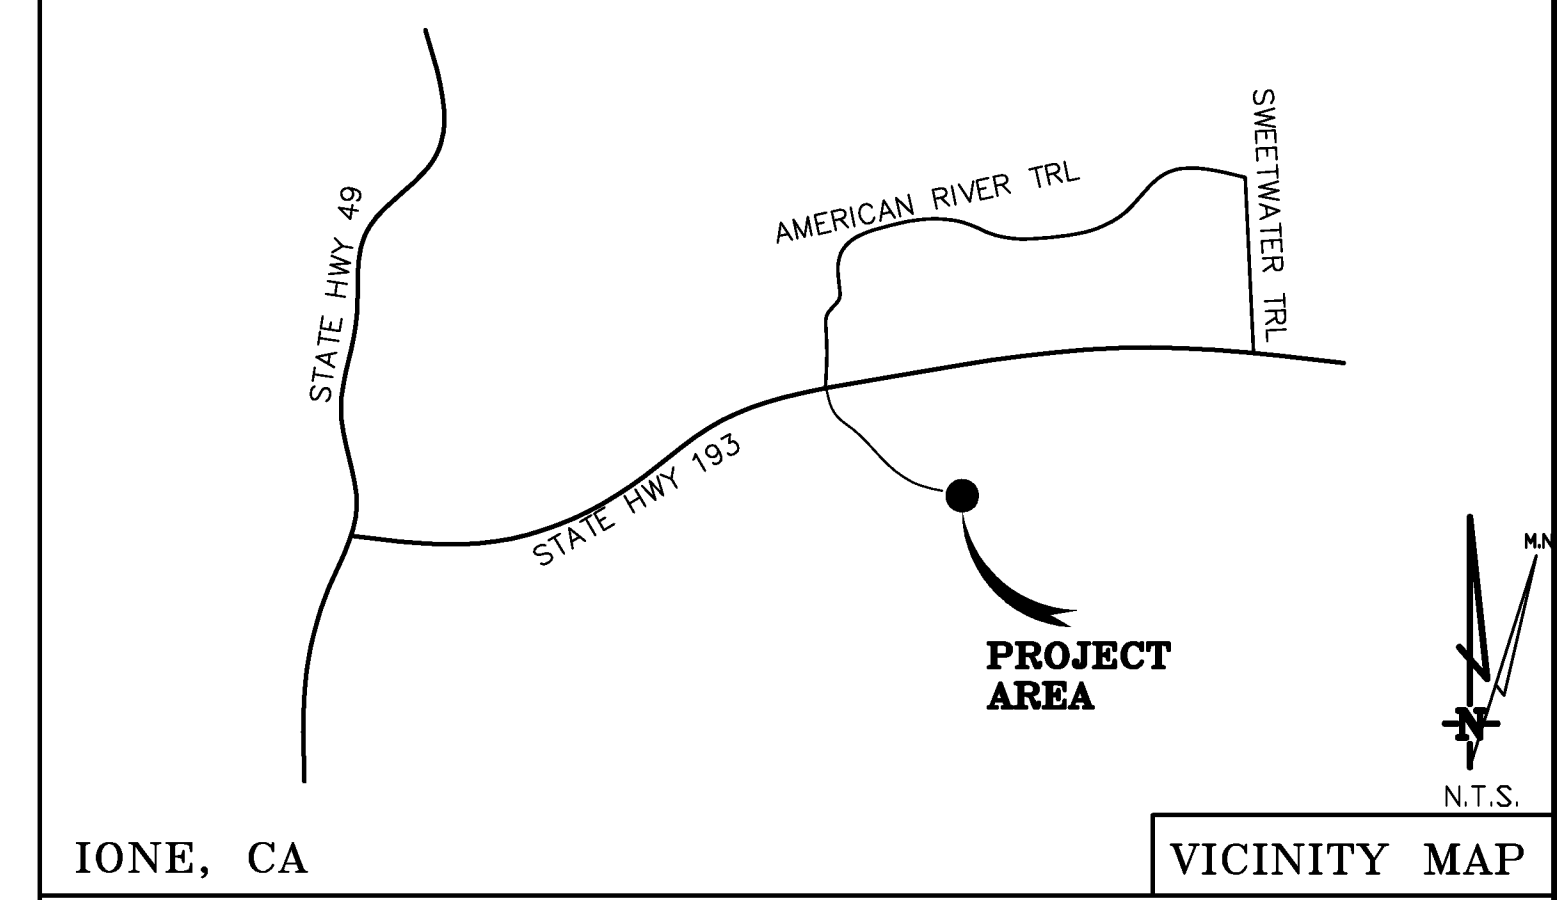 SWEETWATER TRL
AMERICAN RIVER TRL
STATE HWY 49
STATE HWY 193
M.N
PROJECT
AREA
N
N.T.S.
IONE, CA
VICINITY MAP